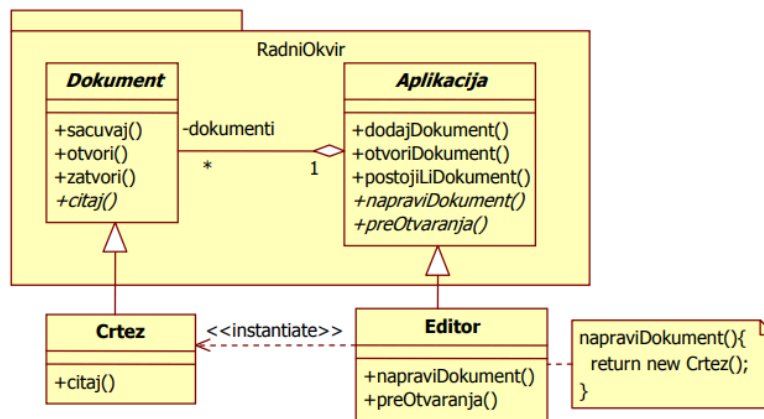 RadniOkvir
Dokument
+sacuvaj()
+otvori()
+zatvori()
+citaj()
-dokumenti
*
1
Aplikacija
+dodajDokument()
+otvoriDokument()
+postojiLiDokument()
+napraviDokument()
+preOtvaranja()
Crtez
+citaj()
<<instantiate>>
Editor
+napraviDokument()
+preOtvaranja()
napraviDokument(){
return new Crtez();
}